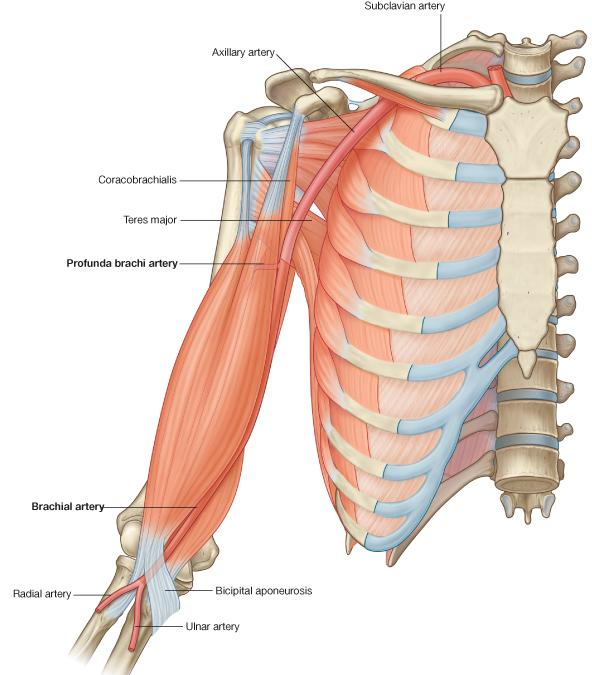 Subclavian artery
Axillary artery
Coracobrachialis
Teres major
Profunda brachi artery
Brachial artery
Radial artery
Bicipital aponeurosis
Ulnar artery